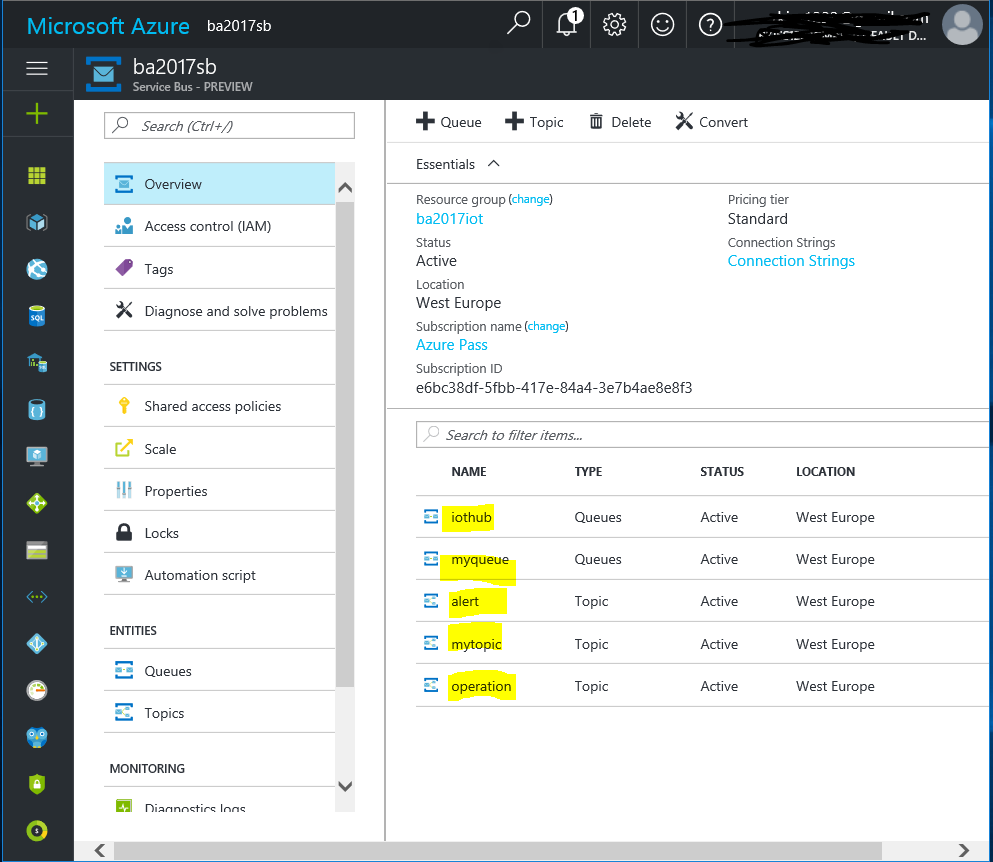 Microsoft Azure ba2017sb
1
ba2017sb
Service Bus - PREVIEW
Search (Ctrl+/)
Overview
Access control (IAM)
Tags
Diagnose and solve problems
SETTINGS
Shared access policies
Scale
Properties
Locks
Automation script
ENTITIES
Queues
Topics
MONITORING
Diagnostics logs
Queue Topic Delete Convert
Essentials
Resource group (change)
ba2017iot
Status
Active
Location
West Europe
Subscription name (change)
Azure Pass
Subscription ID
e6bc38df-5fbb-417e-84a4-3e7b4ae8e8f3
Pricing tier
Standard
Connection Strings
Connection Strings
Search to filter items...
NAME TYPE STATUS LOCATION
iothub Queues Active West Europe
myqueue Queues Active West Europe
alert Topic Active West Europe
mytopic Topic Active West Europe
operation Topic Active West Europe